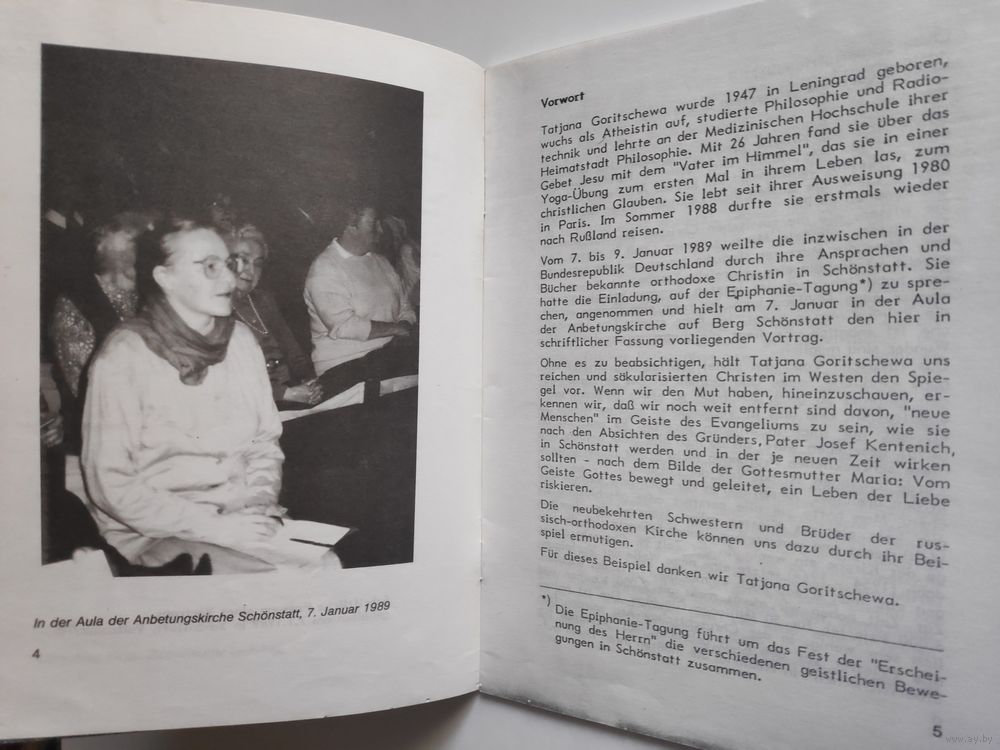 In der Aula der Anbetungskirche Schönstatt, 7. Januar 1989
4
Vorwort
Tatjana Goritschewa wurde 1947 in Leningrad geboren,
wuchs als Atheistin auf, studierte Philosophie und Radio-
technik und lehrte an der Medizinischen Hochschule ihrer
Heimatstadt Philosophie. Mit 26 Jahren fand sie über das
Gebet Jesu mit dem "Vater im Himmel", das sie in einer
Yoga-Übung zum ersten Mal in ihrem Leben las, zum
christlichen Glauben. Sie lebt seit ihrer Ausweisung 1980
in Paris. Im Sommer 1988 durfte sie erstmals wieder
nach Rußland reisen.
Vom 7. bis 9. Januar 1989 weilte die inzwischen in der
Bundesrepublik Deutschland durch ihre Ansprachen und
Bücher bekannte orthodoxe Christin in Schönstatt. Sie
hatte die Einladung, auf der Epiphanie-Tagung*) zu spre-
chen, angenommen und hielt am 7. Januar in der Aula
der Anbetungskirche auf Berg Schönstatt den hier in
schriftlicher Fassung vorliegenden Vortrag.
Ohne es zu beabsichtigen, hält Tatjana Goritschewa uns
reichen und säkularisierten Christen im Westen den Spie-
gel vor. Wenn wir den Mut haben, hineinzuschauen, er-
kennen wir, daß wir noch weit entfernt sind davon, "neue
Menschen" im Geiste des Evangeliums zu sein, wie sie
nach den Absichten des Gründers, Pater Josef Kentenich,
in Schönstatt werden und in der je neuen Zeit wirken
sollten - nach dem Bilde der Gottesmutter Maria: Vom
Geiste Gottes bewegt und geleitet, ein Leben der Liebe
riskieren.
Die neubekehrten Schwestern und Brüder der rus-
sisch-orthodoxen Kirche können uns dazu durch ihr Bei-
spiel ermutigen.
Für dieses Beispiel danken wir Tatjana Goritschewa.
*) Die Epiphanie-Tagung führt um das Fest der "Erschei-
nung des Herrn" die verschiedenen geistlichen Bewe-
gungen in Schönstatt zusammen.
5
www.ay.by